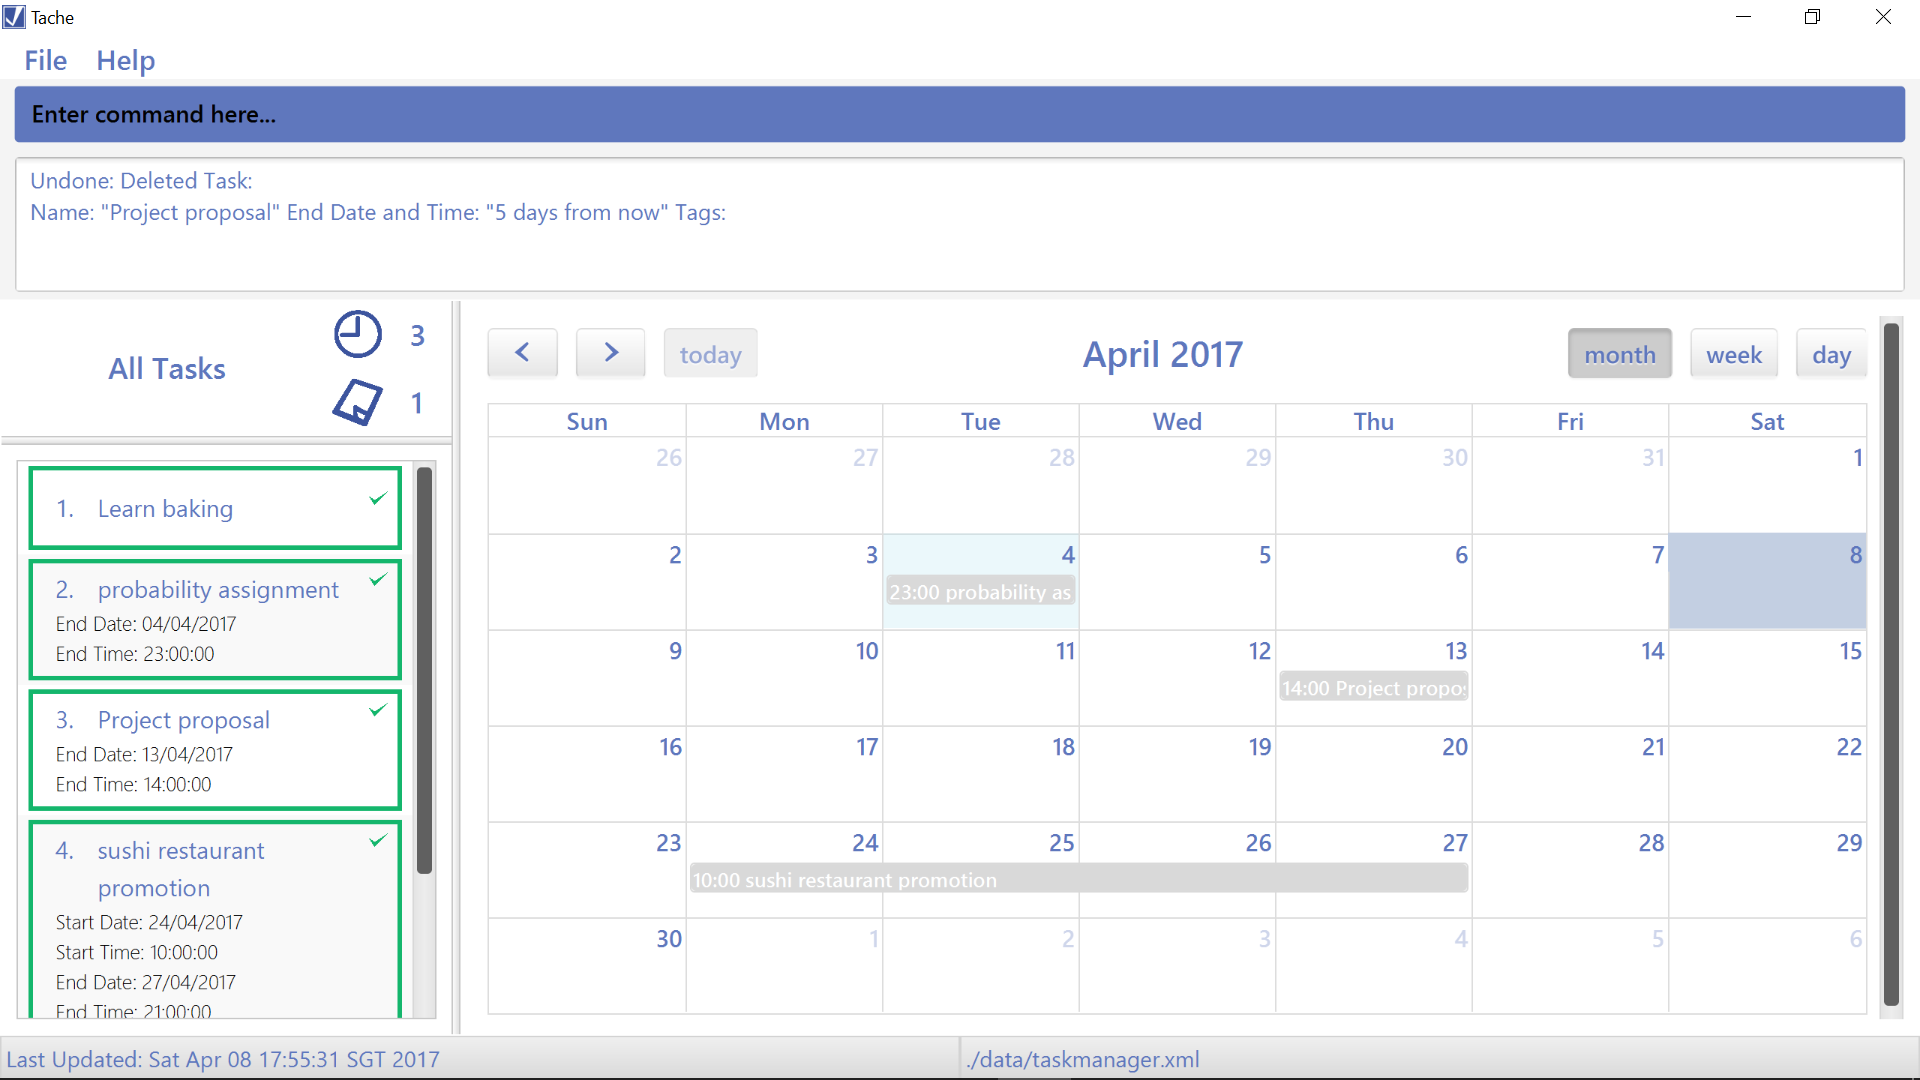 Tache
File Help
Enter command here...
Undone: Deleted Task:
Name: "Project proposal" End Date and Time: "5 days from now" Tags:
All Tasks
3
1
1. Learn baking
2. probability assignment
End Date: 04/04/2017
End Time: 23:00:00
3. Project proposal
End Date: 13/04/2017
End Time: 14:00:00
4. sushi restaurant
promotion
Start Date: 24/04/2017
Start Time: 10:00:00
End Date: 27/04/2017
End Time: 21:00:00
< > today April 2017 month week day
Sun Mon Tue Wed Thu Fri Sat
26 27 28 29 30 31 1
2 3 4 5 6 7 8
23:00 probability as
9 10 11 12 13 14 15
14:00 Project propo
16 17 18 19 20 21 22
23 24 25 26 27 28 29
10:00 sushi restaurant promotion
30 1 2 3 4 5 6
Last Updated: Sat Apr 08 17:55:31 SGT 2017
./data/taskmanager.xml